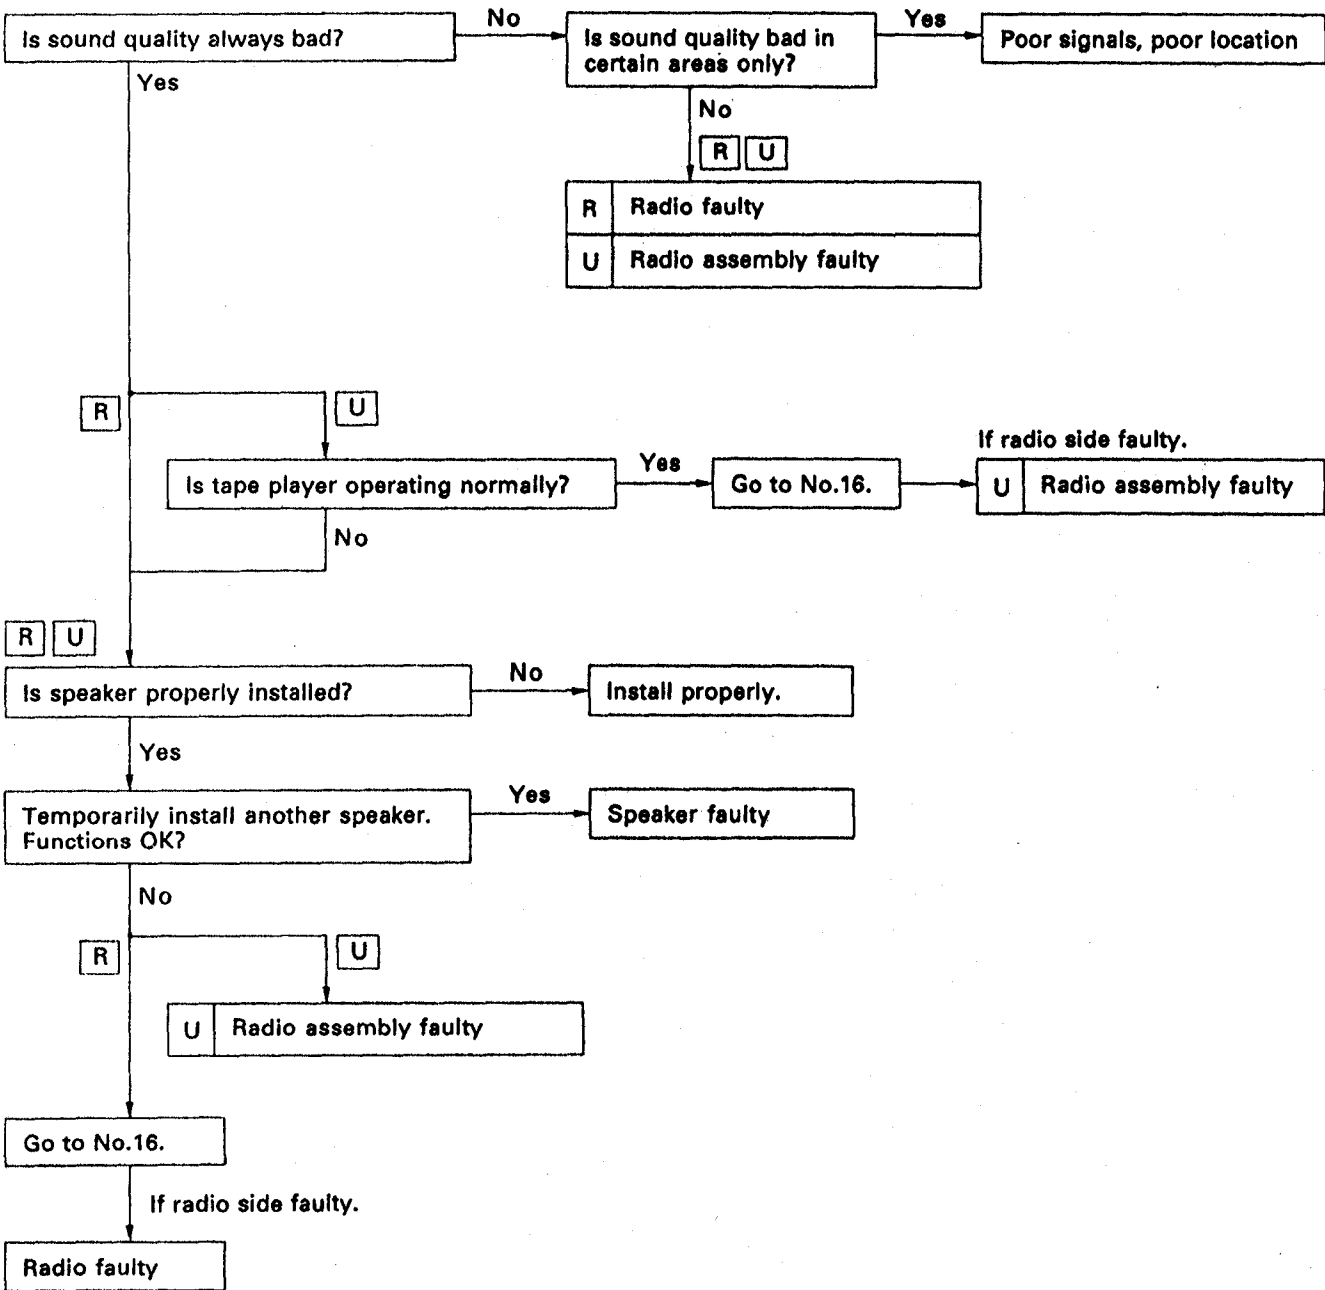 Is sound quality always bad?
No
Is sound quality bad in
certain areas only?
Yes
Poor signals, poor location
Yes
No
R U
R Radio faulty
U Radio assembly faulty
R
U
Is tape player operating normally?
Yes
Go to No.16.
If radio side faulty.
U Radio assembly faulty
No
R U
Is speaker properly installed?
No
Install properly.
Yes
Temporarily install another speaker.
Functions OK?
Yes
Speaker faulty
No
R
U
U Radio assembly faulty
Go to No.16.
If radio side faulty.
Radio faulty